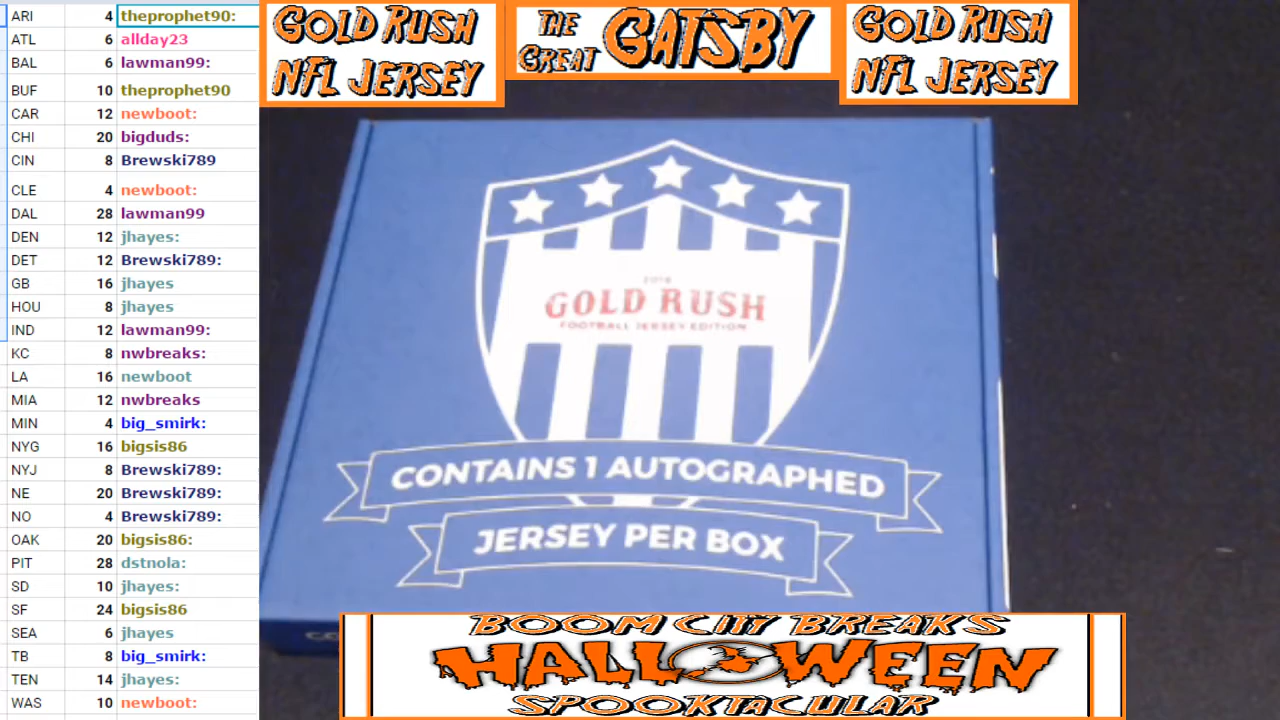 ARI 4 theprophet90:
ATL 6 allday23
BAL 6 lawman99:
BUF 10 theprophet90
CAR 12 newboot:
CHI 20 bigduds:
CIN 8 Brewski789
CLE 4 newboot:
DAL 28 lawman99
DEN 12 jhayes:
DET 12 Brewski789:
GB 16 jhayes
HOU 8 jhayes
IND 12 lawman99:
KC 8 nwbreaks:
LA 16 newboot
MIA 12 nwbreaks
MIN 4 big_smirk:
NYG 16 bigsis86
NYJ 8 Brewski789:
NE 20 Brewski789:
NO 4 Brewski789:
OAK 20 bigsis86:
PIT 28 dstnola:
SD 10 jhayes:
SF 24 bigsis86
SEA 6 jhayes
TB 8 big_smirk:
TEN 14 jhayes:
WAS 10 newboot:
GOLD RUSH
NFL JERSEY
THE GREAT GATSBY
GOLD RUSH
NFL JERSEY
GOLD RUSH
FOOTBALL JERSEY EDITION
CONTAINS 1 AUTOGRAPHED
JERSEY PER BOX
BOOM CITY BREAKS
HALLOWEEN
SPOOKTACULAR